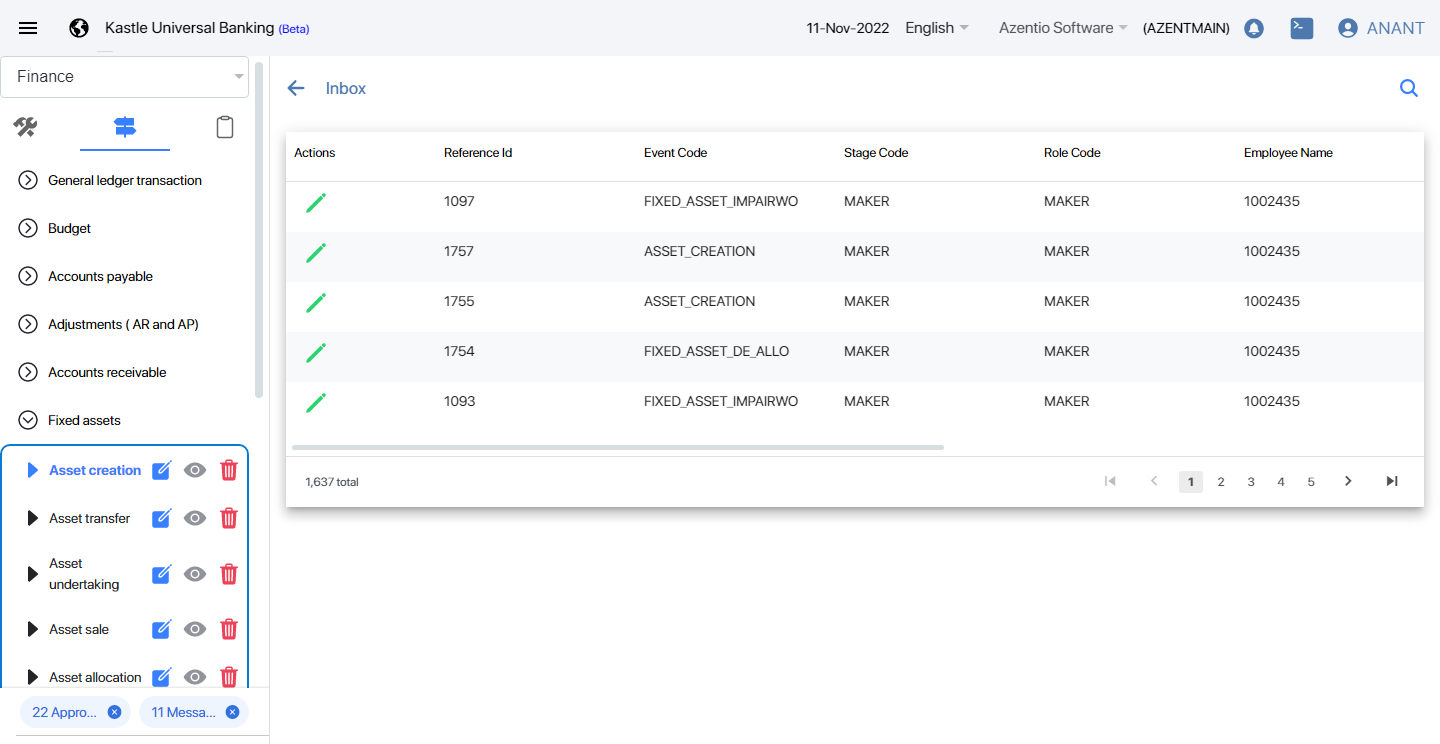 Kastle Universal Banking (Beta)
11-Nov-2022 English Azentio Software (AZENTMAIN) ANANT
Finance
General ledger transaction
Budget
Accounts payable
Adjustments ( AR and AP)
Accounts receivable
Fixed assets
Asset creation
Asset transfer
Asset
undertaking
Asset sale
Asset allocation
22 Appro... 11 Messa...
Inbox
Actions Reference Id Event Code Stage Code Role Code Employee Name
1097 FIXED_ASSET_IMPAIRWO MAKER MAKER 1002435
1757 ASSET_CREATION MAKER MAKER 1002435
1755 ASSET_CREATION MAKER MAKER 1002435
1754 FIXED_ASSET_DE_ALLO MAKER MAKER 1002435
1093 FIXED_ASSET_IMPAIRWO MAKER MAKER 1002435
1,637 total 1 2 3 4 5